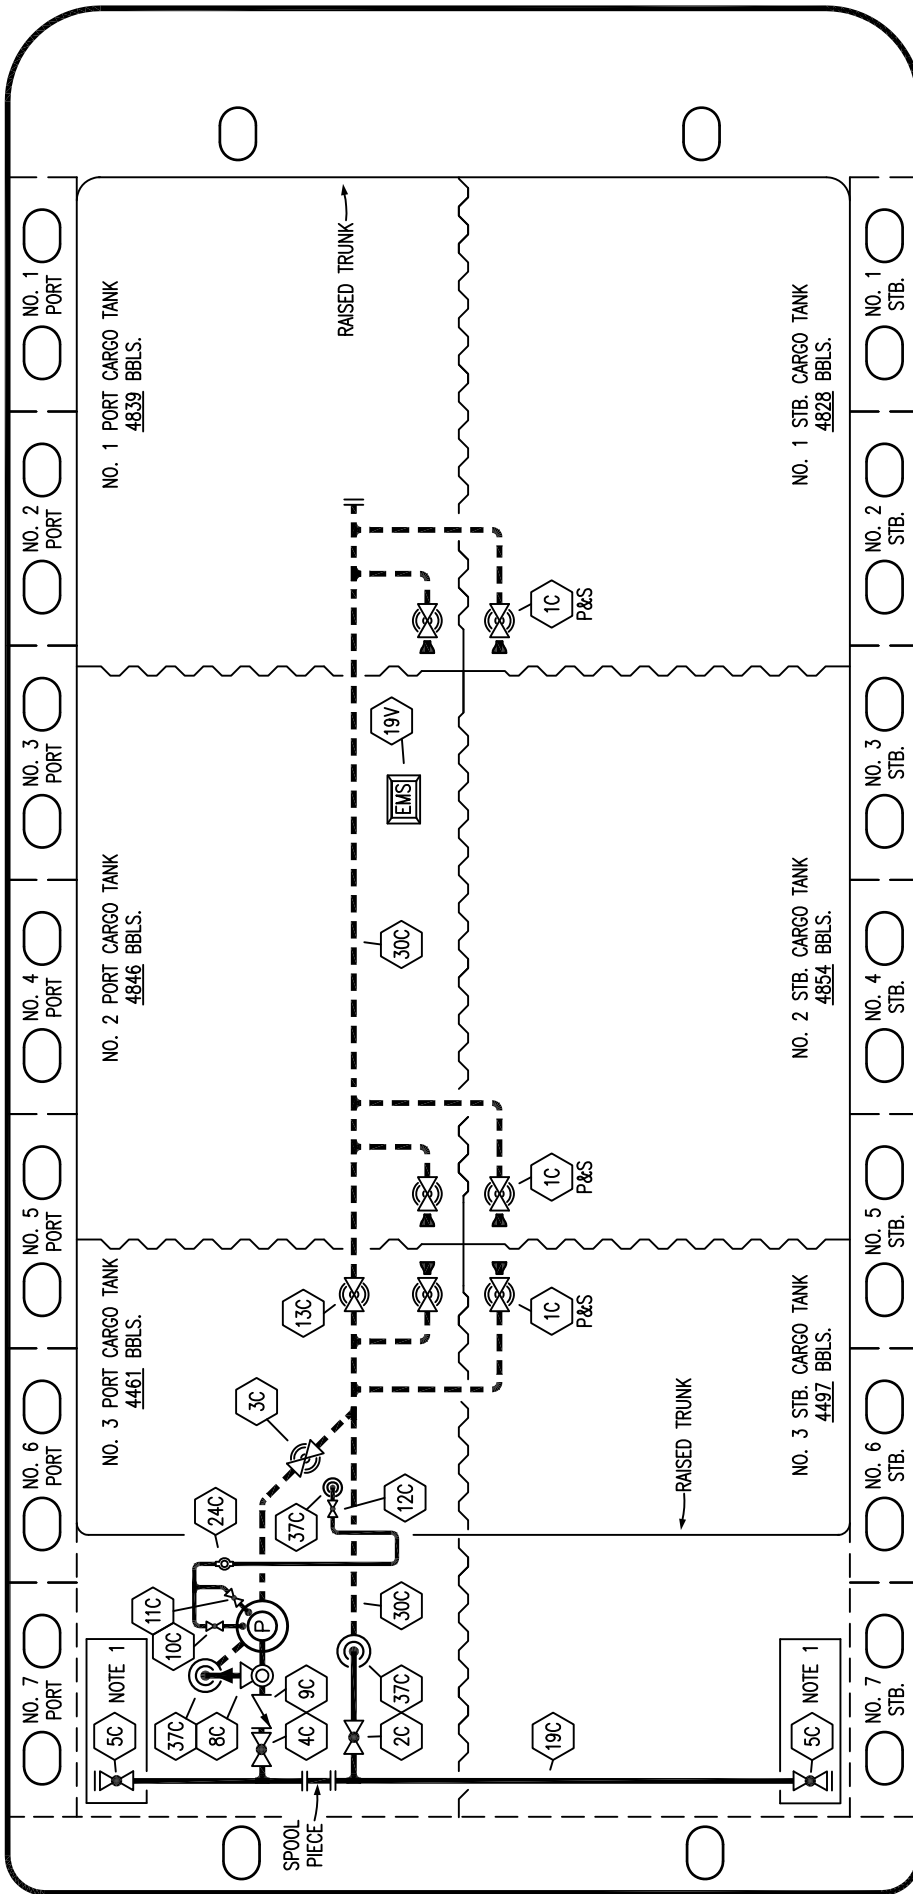 NO. 1
PORT
NO. 2
PORT
NO. 3
PORT
NO. 4
PORT
NO. 5
PORT
NO. 6
PORT
NO. 7
PORT
NO. 1 PORT CARGO TANK
4839 BBLS.
NO. 2 PORT CARGO TANK
4846 BBLS.
NO. 3 PORT CARGO TANK
4461 BBLS.
RAISED TRUNK
1C
P&S
19V
EMS
30C
1C
P&S
13C
1C
P&S
3C
24C
37C
12C
11C
10C
P
30C
37C
8C
9C
4C
37C
2C
NOTE 1
5C
SPOOL
PIECE
19C
RAISED TRUNK
NOTE 1
5C
NO. 1 STB. CARGO TANK
4828 BBLS.
NO. 2 STB. CARGO TANK
4854 BBLS.
NO. 3 STB. CARGO TANK
4497 BBLS.
NO. 1
STB.
NO. 2
STB.
NO. 3
STB.
NO. 4
STB.
NO. 5
STB.
NO. 6
STB.
NO. 7
STB.